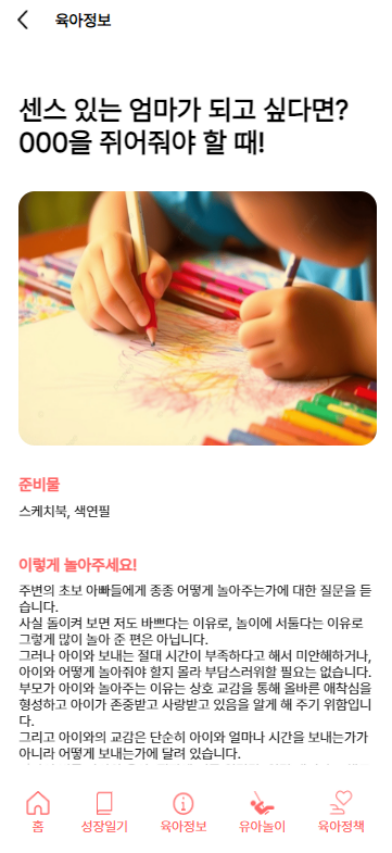 육아정보
센스 있는 엄마가 되고 싶다면?
OOO을 쥐어줘야 할 때!
준비물
스케치북, 색연필
이렇게 놀아주세요!
주변의 초보 아빠들에게 종종 어떻게 놀아주는가에 대한 질문을 듣
습니다.
사실 돌이켜 보면 저도 바쁘다는 이유로, 놀이에 서툴다는 이유로
그렇게 많이 놀아 준 편은 아닙니다.
그러나 아이와 보내는 절대 시간이 부족하다고 해서 미안해하거나,
아이와 어떻게 놀아줘야 할지 몰라 부담스러워할 필요는 없습니다.
부모가 아이와 놀아주는 이유는 상호 교감을 통해 올바른 애착심을
형성하고 아이가 존중받고 사랑받고 있음을 알게 해 주기 위함입니
다.
그리고 아이와의 교감은 단순히 아이와 얼마나 시간을 보내는가가
아니라 어떻게 보내는가에 달려 있습니다.
홈 성장일기 육아정보 유아놀이 육아정책